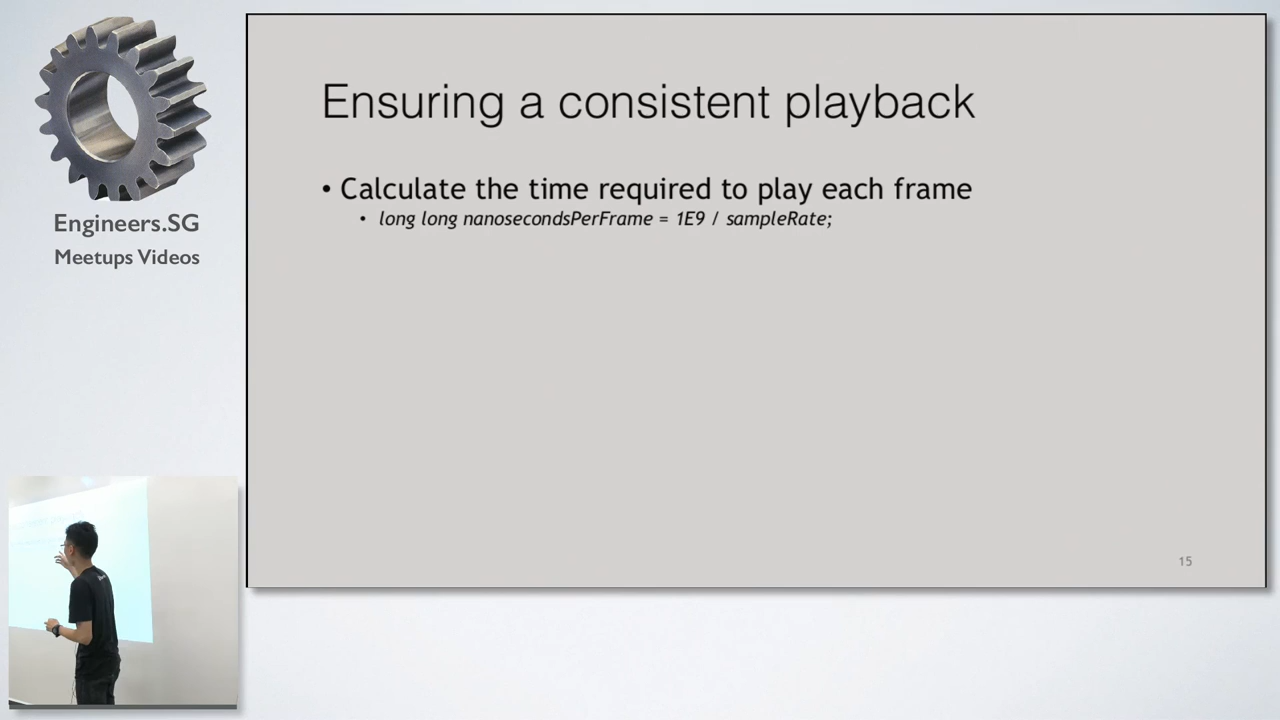 Engineers.SG
Meetups Videos
Ensuring a consistent playback
• Calculate the time required to play each frame
• long long nanosecondsPerFrame = 1E9 / sampleRate;
15